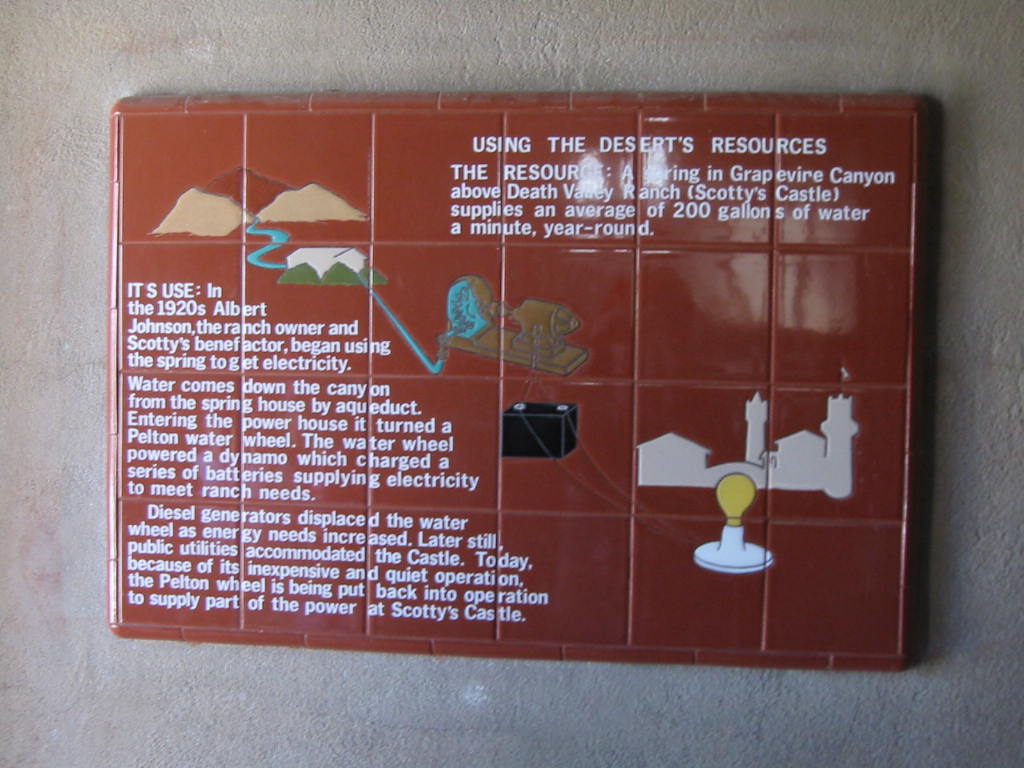 USING THE DESERT'S RESOURCES
THE RESOURCE: A spring in Grapevire Canyon
above Death Valley Ranch (Scotty's Castle)
supplies an average of 200 gallons of water
a minute, year-round.
IT'S USE: In
the 1920s Albert
Johnson, the ranch owner and
Scotty's benefactor, began using
the spring to get electricity.
Water comes down the canyon
from the spring house by aqueduct.
Entering the power house it turned a
Pelton water wheel. The water wheel
powered a dynamo which charged a
series of batteries supplying electricity
to meet ranch needs.
Diesel generators displaced the water
wheel as energy needs increased. Later still,
public utilities accommodated the Castle. Today,
because of its inexpensive and quiet operation,
the Pelton wheel is being put back into operation
to supply part of the power at Scotty's Castle.